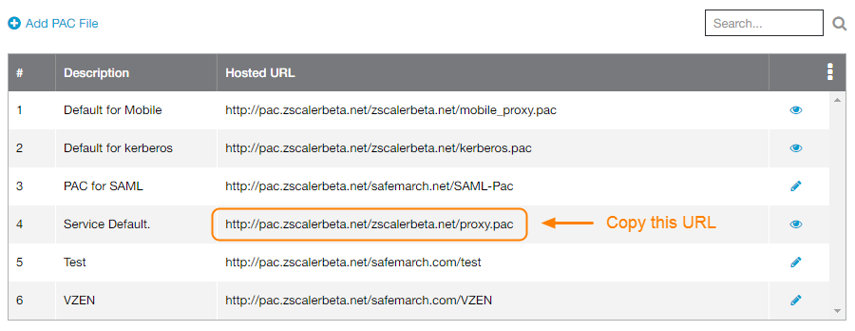 Add PAC File
Search...
# Description Hosted URL
1 Default for Mobile http://pac.zscalerbeta.net/zscalerbeta.net/mobile_proxy.pac
2 Default for kerberos http://pac.zscalerbeta.net/zscalerbeta.net/kerberos.pac
3 PAC for SAML http://pac.zscalerbeta.net/safemarch.net/SAML-Pac
4 Service Default. http://pac.zscalerbeta.net/zscalerbeta.net/proxy.pac Copy this URL
5 Test http://pac.zscalerbeta.net/safemarch.com/test
6 VZEN http://pac.zscalerbeta.net/safemarch.com/VZEN